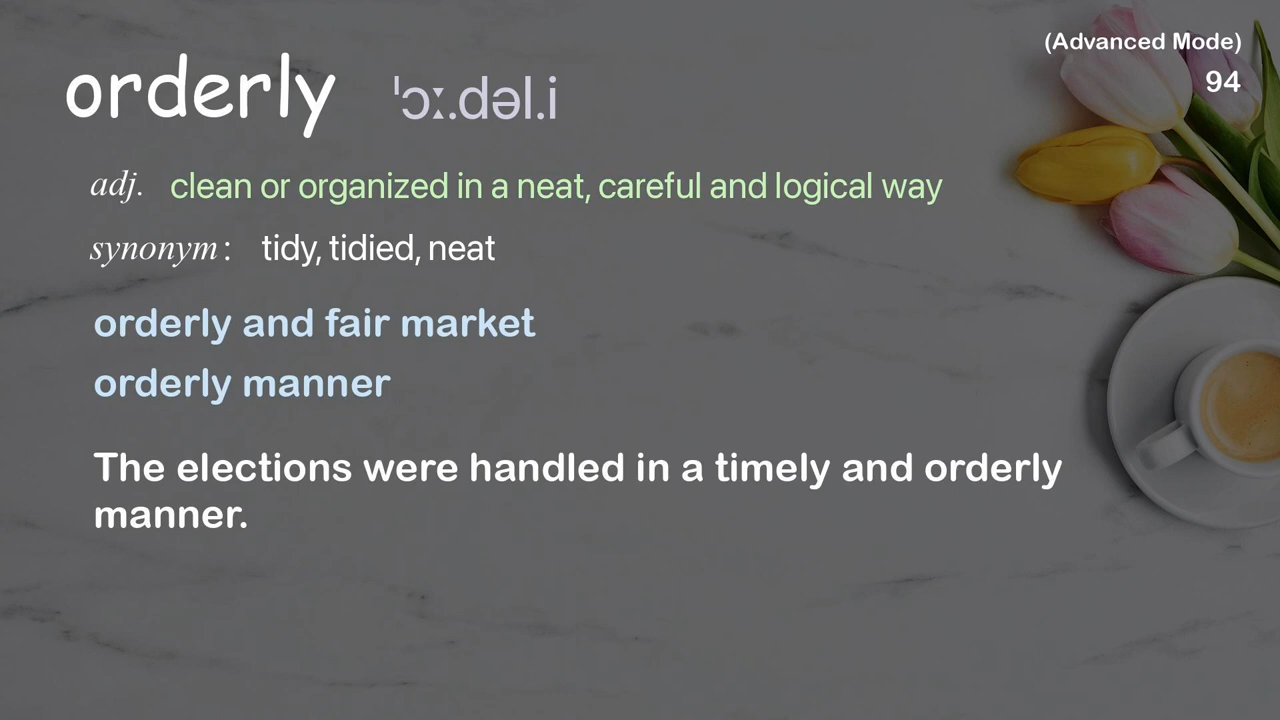 (Advanced Mode)
94
orderly ˈɔː.dəl.i
adj. clean or organized in a neat, careful and logical way
synonym : tidy, tidied, neat
orderly and fair market
orderly manner
The elections were handled in a timely and orderly
manner.